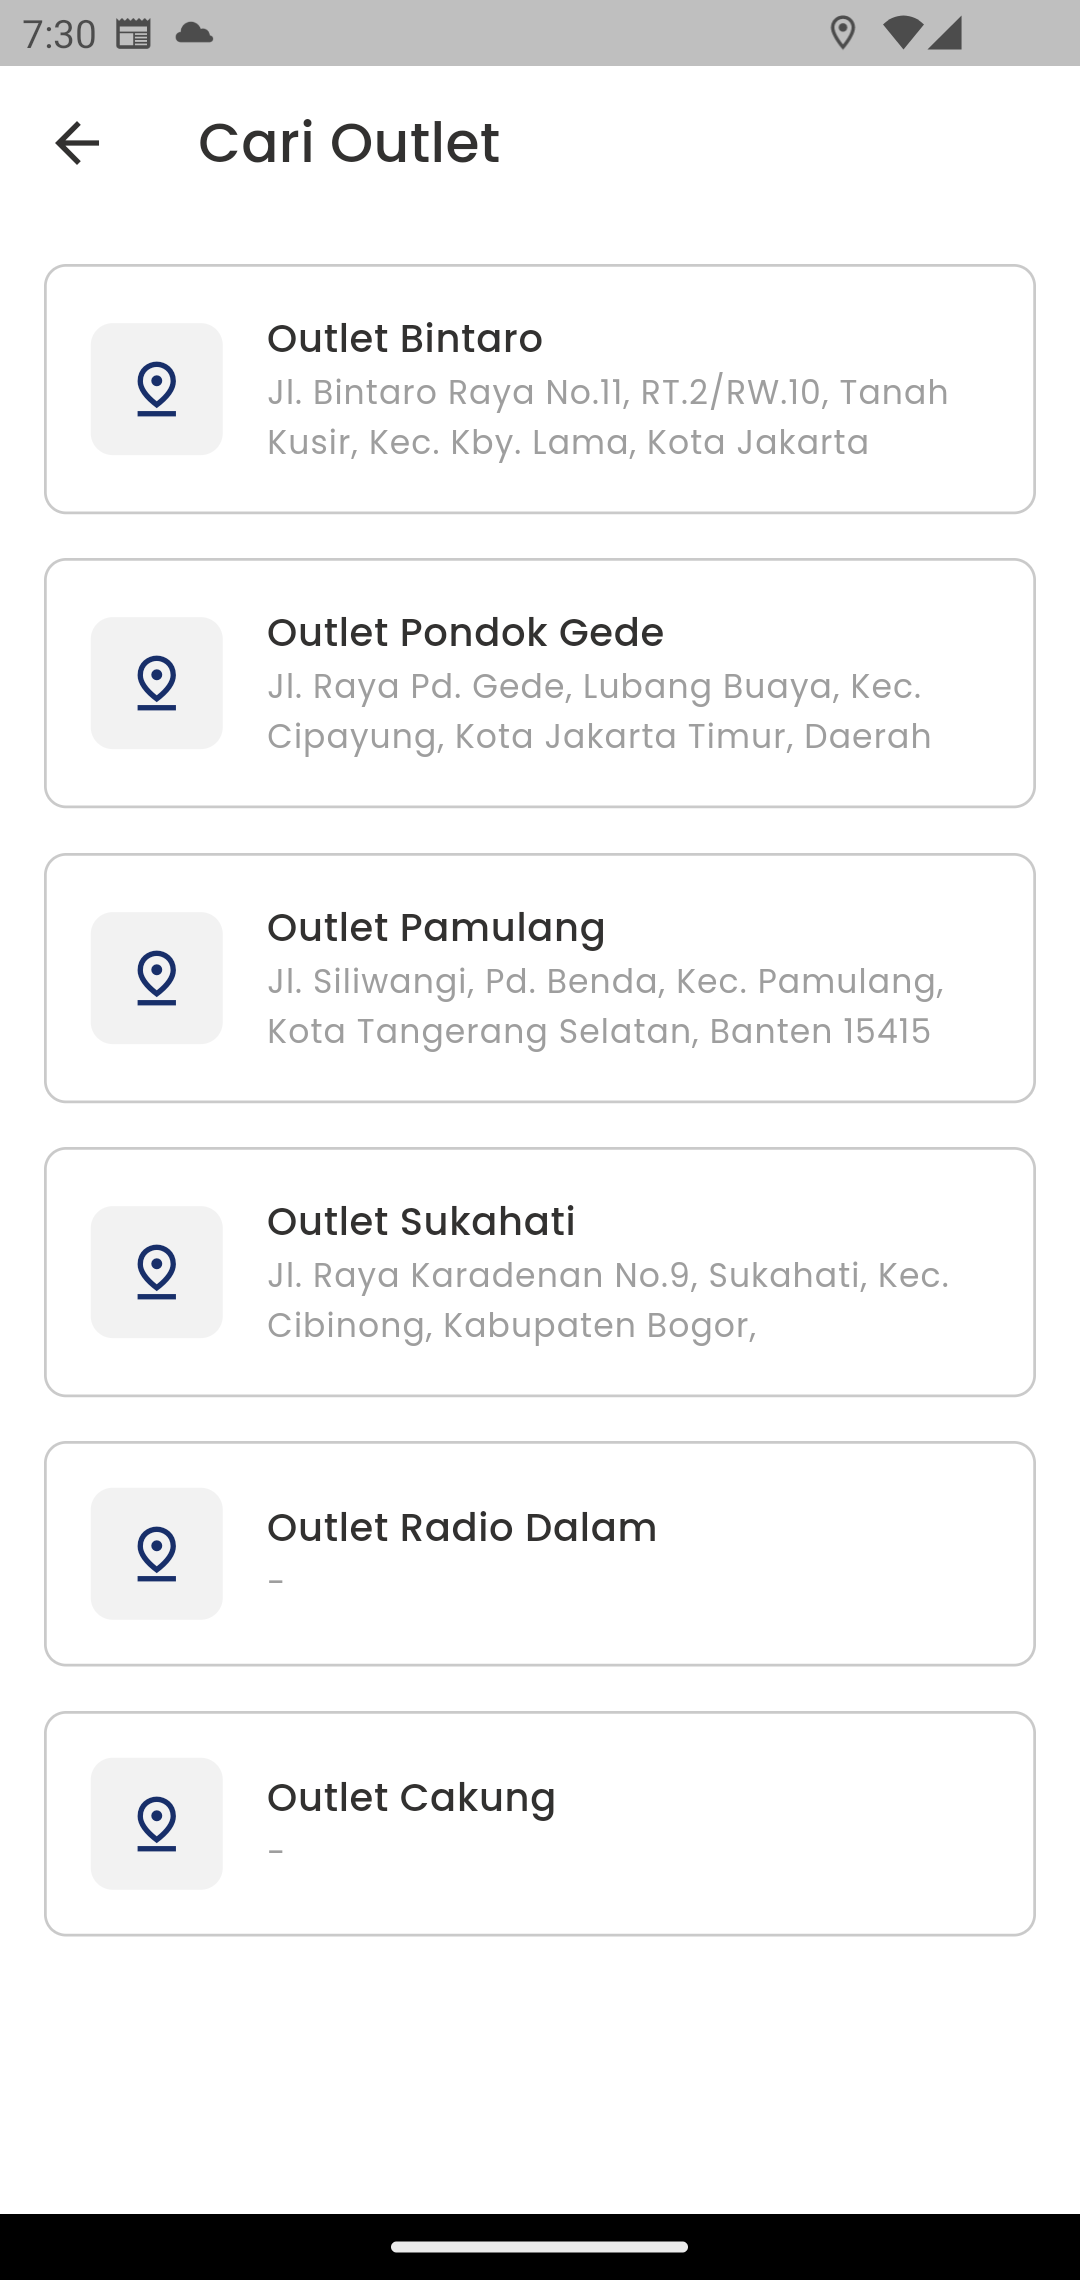 7:30
Cari Outlet
Outlet Bintaro
Jl. Bintaro Raya No.11, RT.2/RW.10, Tanah
Kusir, Kec. Kby. Lama, Kota Jakarta
Outlet Pondok Gede
Jl. Raya Pd. Gede, Lubang Buaya, Kec.
Cipayung, Kota Jakarta Timur, Daerah
Outlet Pamulang
Jl. Siliwangi, Pd. Benda, Kec. Pamulang,
Kota Tangerang Selatan, Banten 15415
Outlet Sukahati
Jl. Raya Karadenan No.9, Sukahati, Kec.
Cibinong, Kabupaten Bogor,
Outlet Radio Dalam
-
Outlet Cakung
-